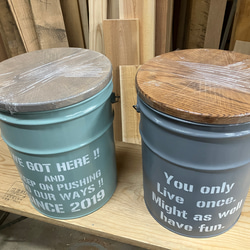 WE GOT HERE !!
AND
KEEP ON PUSHING
OUR WAYS !!
SINCE 2019
You only
Live once.
Might as well
have fun.